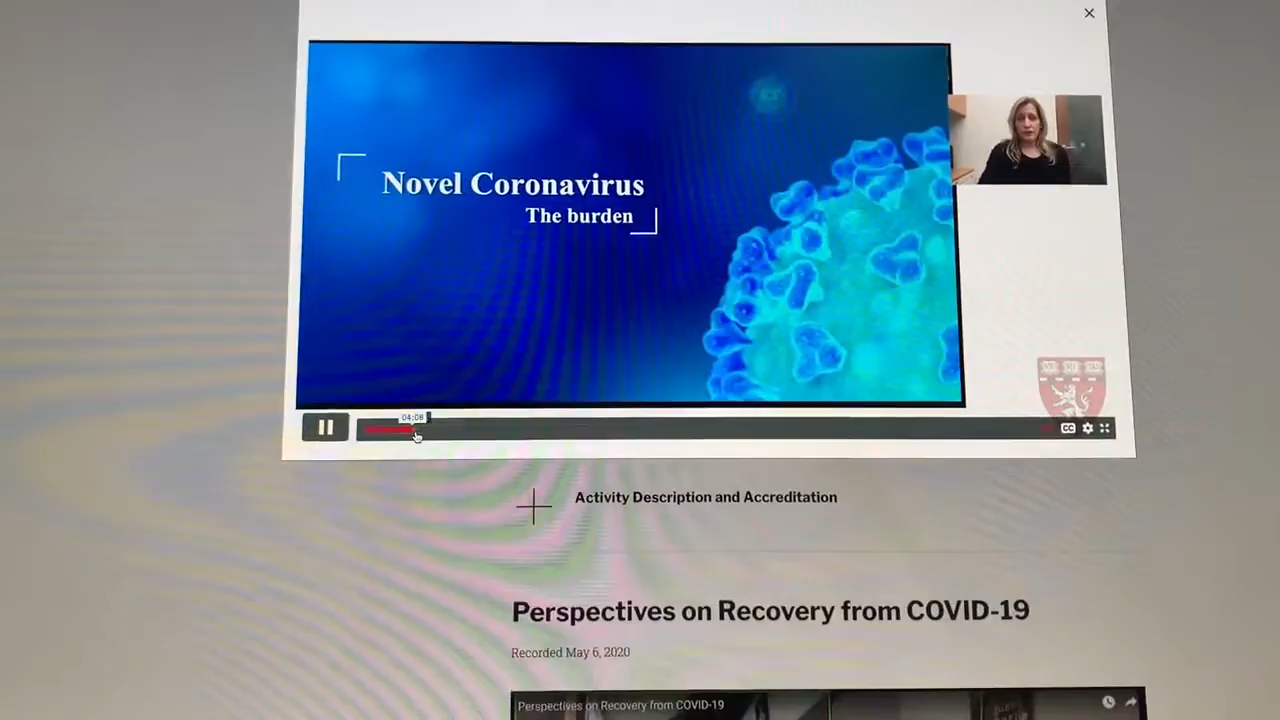 Novel Coronavirus
The burden
04:08
CC
Activity Description and Accreditation
Perspectives on Recovery from COVID-19
Recorded May 6, 2020
Perspectives on Recovery from COVID-19